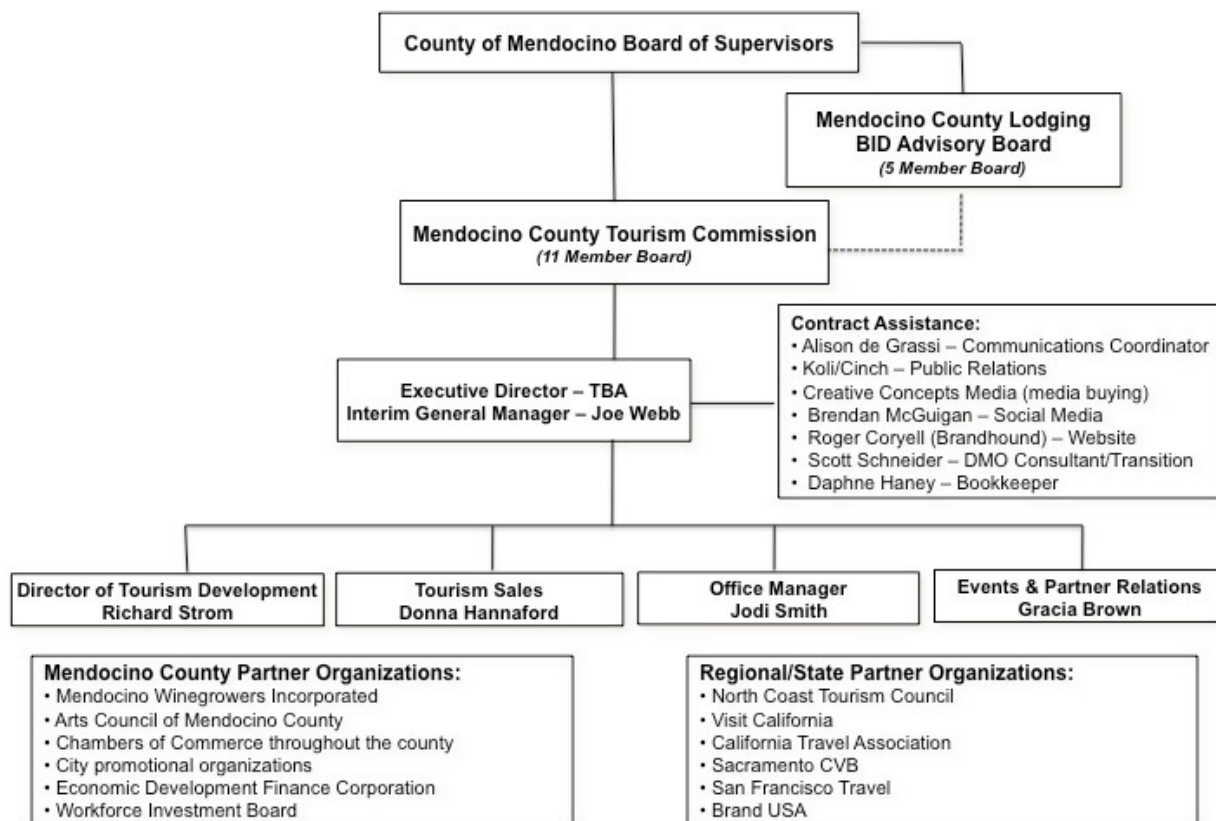 County of Mendocino Board of Supervisors
Mendocino County Lodging
BID Advisory Board
(5 Member Board)
Mendocino County Tourism Commission
(11 Member Board)
Contract Assistance:
• Alison de Grassi – Communications Coordinator
• Koli/Cinch – Public Relations
• Creative Concepts Media (media buying)
• Brendan McGuigan – Social Media
• Roger Coryell (Brandhound) – Website
• Scott Schneider – DMO Consultant/Transition
• Daphne Haney – Bookkeeper
Executive Director – TBA
Interim General Manager – Joe Webb
Director of Tourism Development
Richard Strom
Tourism Sales
Donna Hannaford
Office Manager
Jodi Smith
Events & Partner Relations
Gracia Brown
Mendocino County Partner Organizations:
• Mendocino Winegrowers Incorporated
• Arts Council of Mendocino County
• Chambers of Commerce throughout the county
• City promotional organizations
• Economic Development Finance Corporation
• Workforce Investment Board
Regional/State Partner Organizations:
• North Coast Tourism Council
• Visit California
• California Travel Association
• Sacramento CVB
• San Francisco Travel
• Brand USA